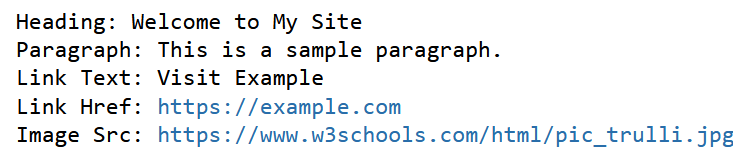 Heading: Welcome to My Site
Paragraph: This is a sample paragraph.
Link Text: Visit Example
Link Href: https://example.com
Image Src: https://www.w3schools.com/html/pic_trulli.jpg